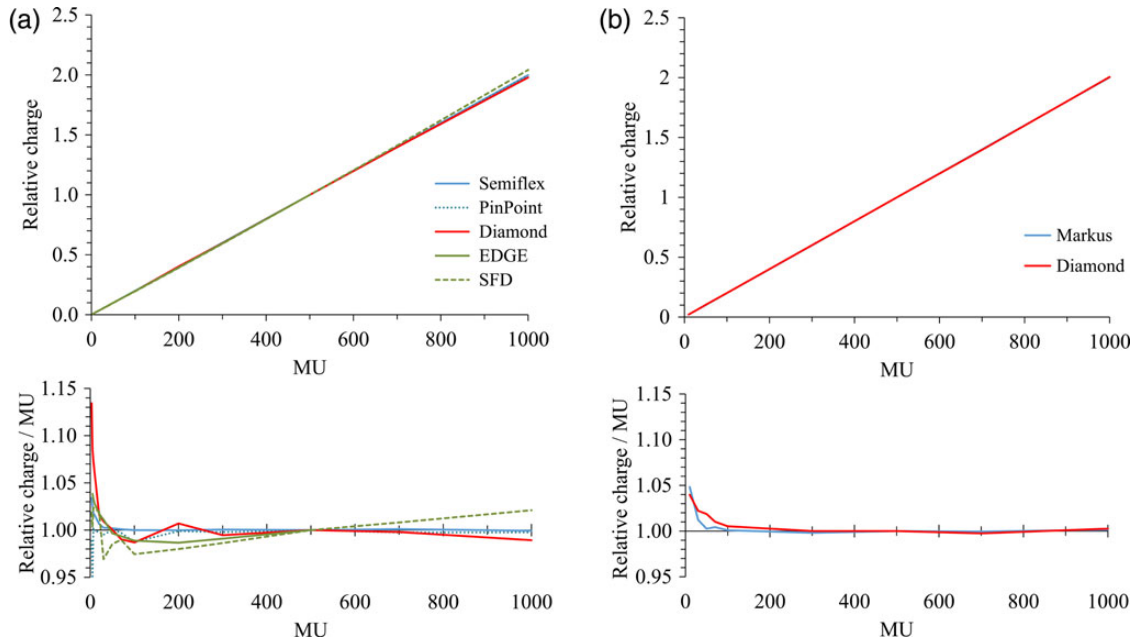 (a)
2.5
2.0
1.5
1.0
0.5
0.0
Relative charge
Semiflex
PinPoint
Diamond
EDGE
SFD
0 200 400 600 800 1000
MU
1.15
1.10
1.05
1.00
0.95
Relative charge / MU
0 200 400 600 800 1000
MU
(b)
2.5
2
1.5
1
0.5
0
Relative charge
Markus
Diamond
0 200 400 600 800 1000
MU
1.15
1.10
1.05
1.00
0.95
Relative charge / MU
0 200 400 600 800 1000
MU